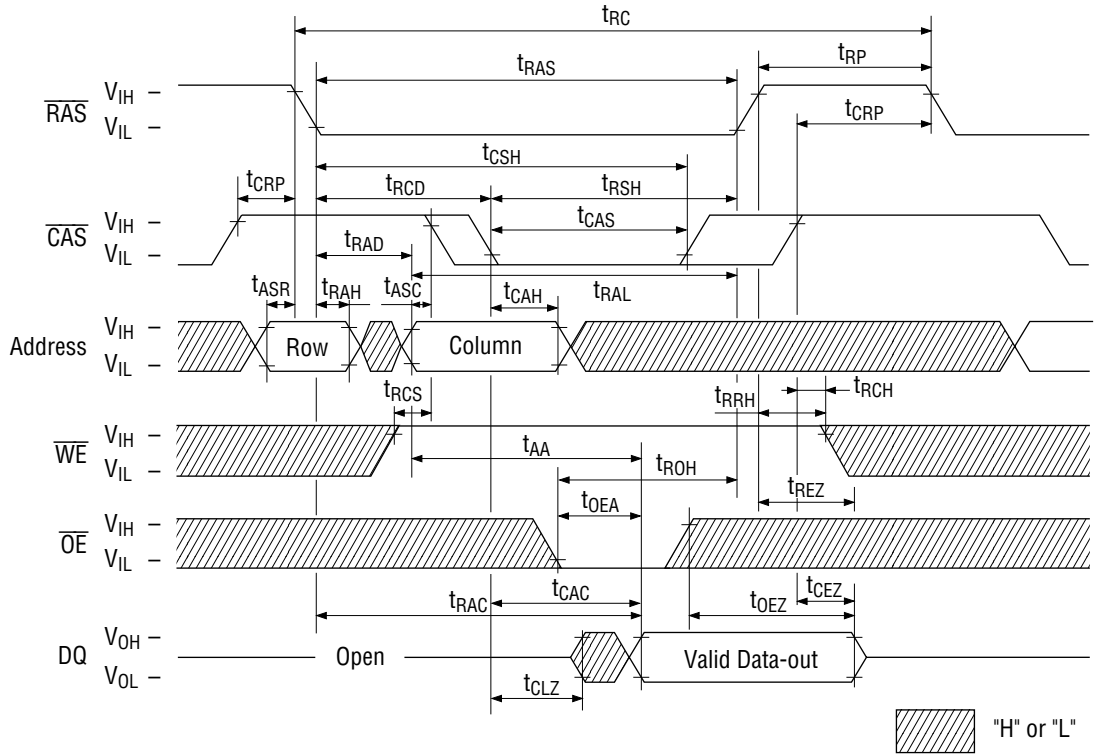 tRC
tRAS
tRP
RAS
VIH –
VIL –
tCRP
tCSH
tCRP
tRCD
tRSH
CAS
VIH –
VIL –
tCAS
tRAD
tRAL
tASR
tRAH
tASC
tCAH
Address
VIH –
VIL –
Row
Column
tRCS
tRRH
tRCH
WE
VIH –
VIL –
tAA
tROH
tREZ
tOEA
OE
VIH –
VIL –
tCAC
tCEZ
tRAC
tOEZ
DQ
VOH –
VOL –
Open
Valid Data-out
tCLZ
"H" or "L"